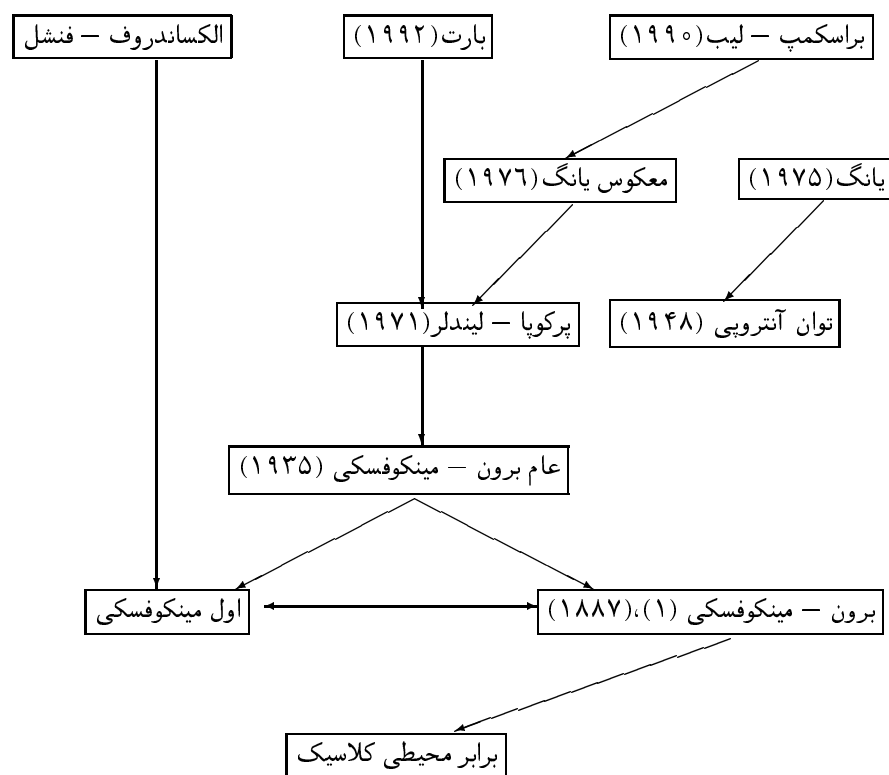 براسکمپ – لیب(۱۹۹۰)
بارت(۱۹۹۲)
الکساندروف – فنشل
یانگ(۱۹۷۵)
معکوس یانگ(۱۹۷۶)
توان آنتروپی (۱۹۴۸)
پرکوپا – لیندلر(۱۹۷۱)
عام برون – مینکوفسکی (۱۹۳۵)
برون – مینکوفسکی (۱)،(۱۸۸۷)
اول مینکوفسکی
برابر محیطی کلاسیک